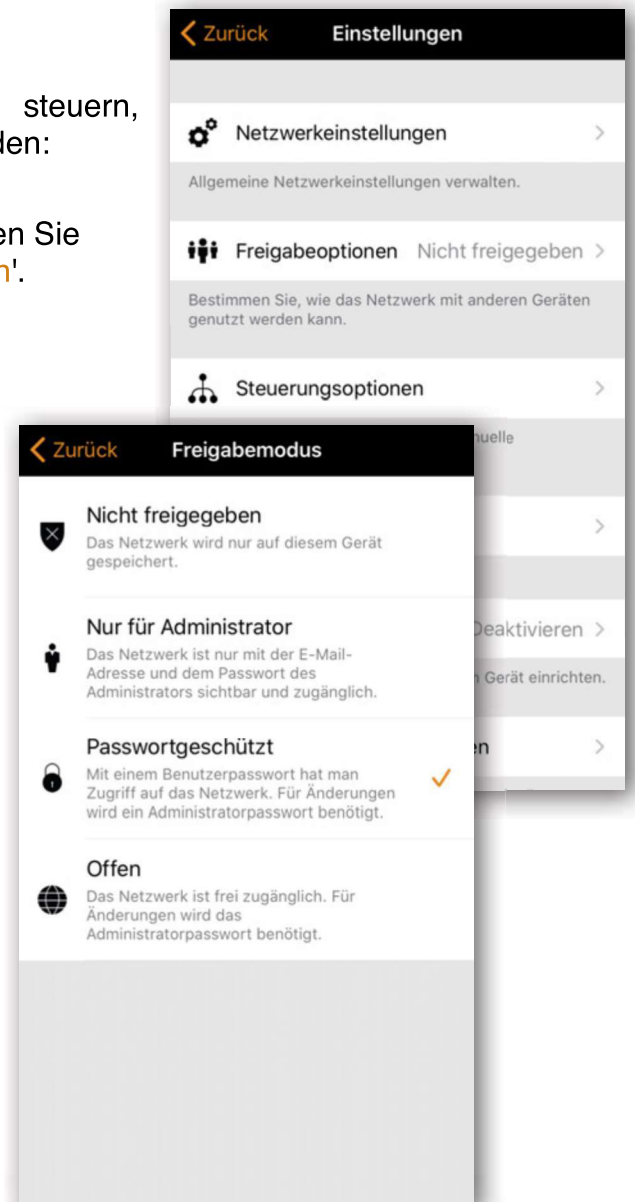 steuern,
den:
en Sie
n'.
Zurück Einstellungen
Netzwerkeinstellungen
Allgemeine Netzwerkeinstellungen verwalten.
Freigabeoptionen Nicht freigegeben
Bestimmen Sie, wie das Netzwerk mit anderen Geräten
genutzt werden kann.
Steuerungsoptionen
nuelle
Deaktivieren
n Gerät einrichten.
en
Zurück Freigabemodus
Nicht freigegeben
Das Netzwerk wird nur auf diesem Gerät
gespeichert.
Nur für Administrator
Das Netzwerk ist nur mit der E-Mail-
Adresse und dem Passwort des
Administrators sichtbar und zugänglich.
Passwortgeschützt
Mit einem Benutzerpasswort hat man
Zugriff auf das Netzwerk. Für Änderungen
wird ein Administratorpasswort benötigt.
Offen
Das Netzwerk ist frei zugänglich. Für
Änderungen wird das
Administratorpasswort benötigt.